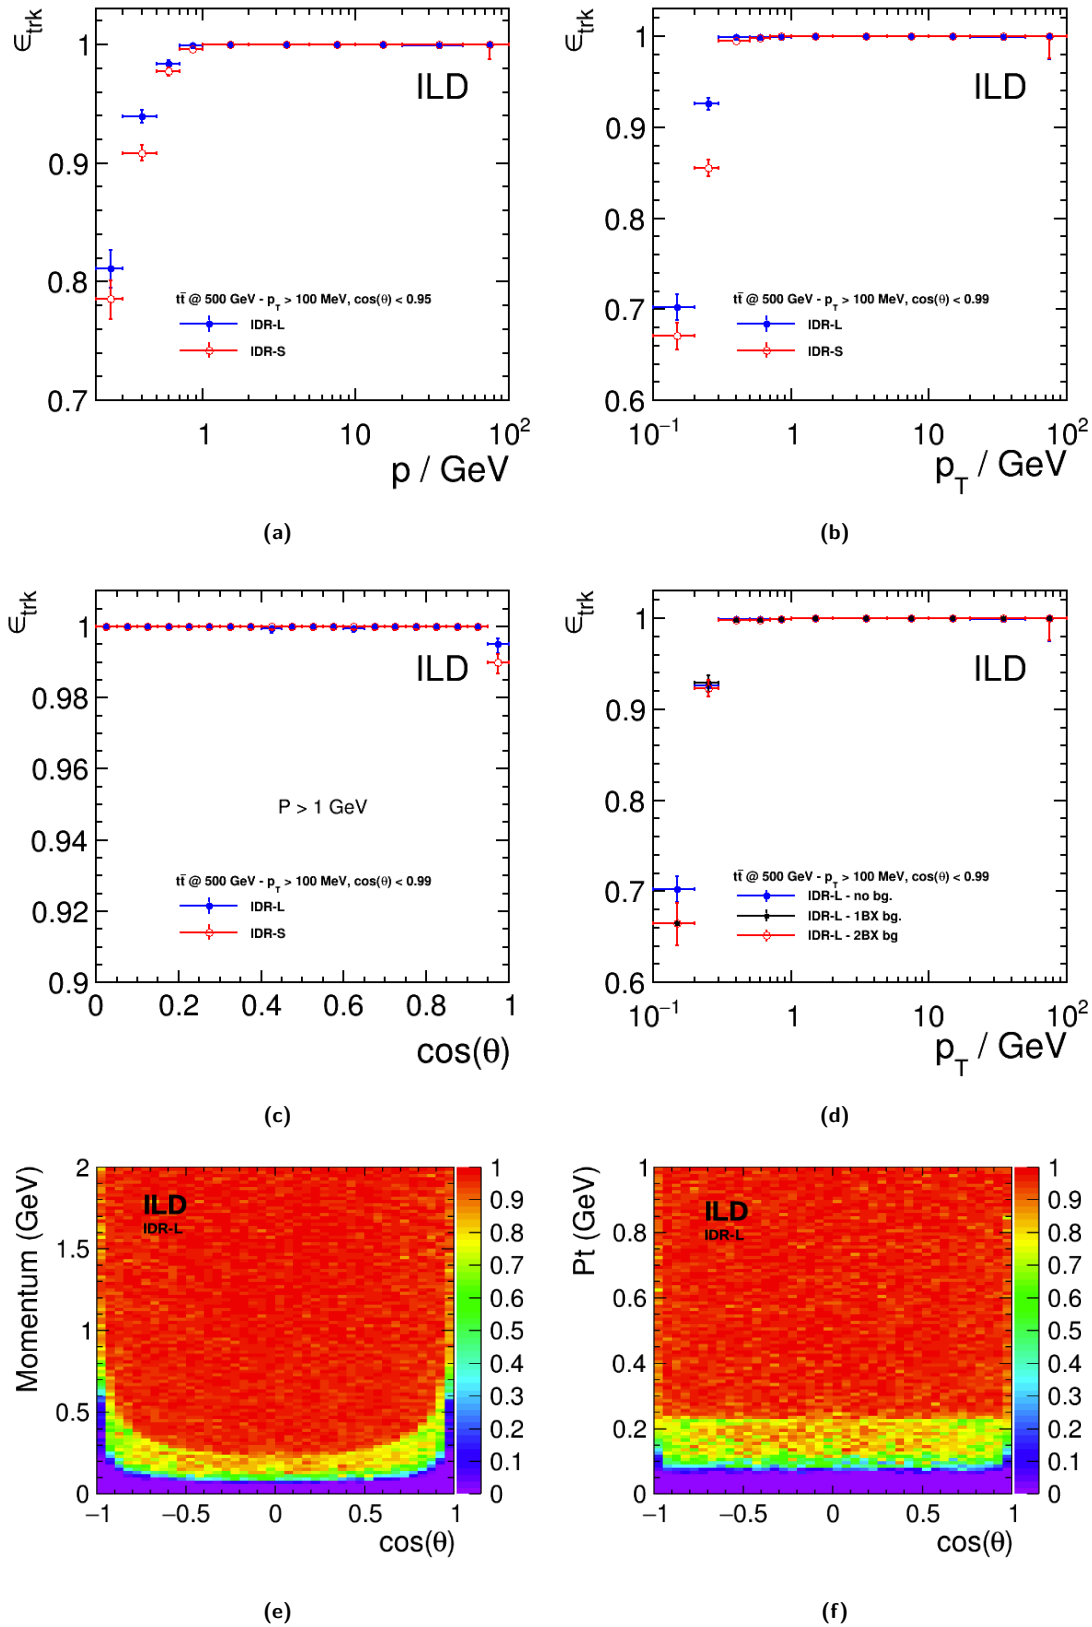 ϵtrk
1
0.9
0.8
0.7
ILD
tt̄ @ 500 GeV - pT > 100 MeV, cos(θ) < 0.95
IDR-L
IDR-S
1 10 10²
p / GeV
(a)
ϵtrk
1
0.9
0.8
0.7
0.6
ILD
tt̄ @ 500 GeV - pT > 100 MeV, cos(θ) < 0.99
IDR-L
IDR-S
10⁻¹ 1 10 10²
pT / GeV
(b)
ϵtrk
1
0.98
0.96
0.94
0.92
0.9
ILD
P > 1 GeV
tt̄ @ 500 GeV - pT > 100 MeV, cos(θ) < 0.99
IDR-L
IDR-S
0 0.2 0.4 0.6 0.8 1
cos(θ)
(c)
ϵtrk
1
0.9
0.8
0.7
0.6
ILD
tt̄ @ 500 GeV - pT > 100 MeV, cos(θ) < 0.99
IDR-L - no bg.
IDR-L - 1BX bg.
IDR-L - 2BX bg
10⁻¹ 1 10 10²
pT / GeV
(d)
Momentum (GeV)
2
1.5
1
0.5
0
ILD
IDR-L
−1 −0.5 0 0.5 1
cos(θ)
1
0.9
0.8
0.7
0.6
0.5
0.4
0.3
0.2
0.1
0
(e)
Pt (GeV)
1
0.8
0.6
0.4
0.2
0
ILD
IDR-L
−1 −0.5 0 0.5 1
cos(θ)
1
0.9
0.8
0.7
0.6
0.5
0.4
0.3
0.2
0.1
0
(f)